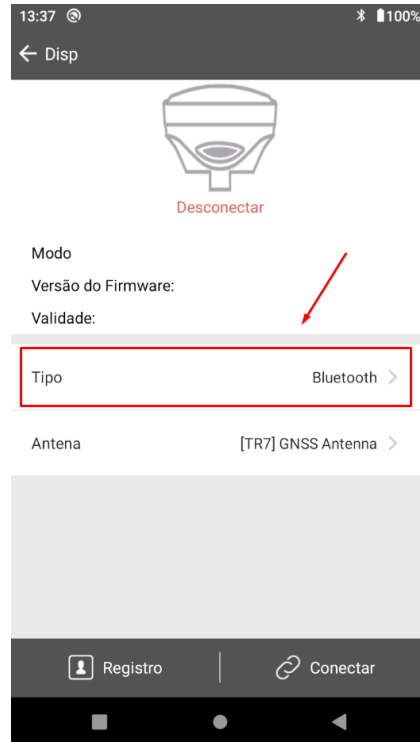 13:37 100%
Disp
Desconectar
Modo
Versão do Firmware:
Validade:
Tipo Bluetooth
Antena [TR7] GNSS Antenna
Registro Conectar